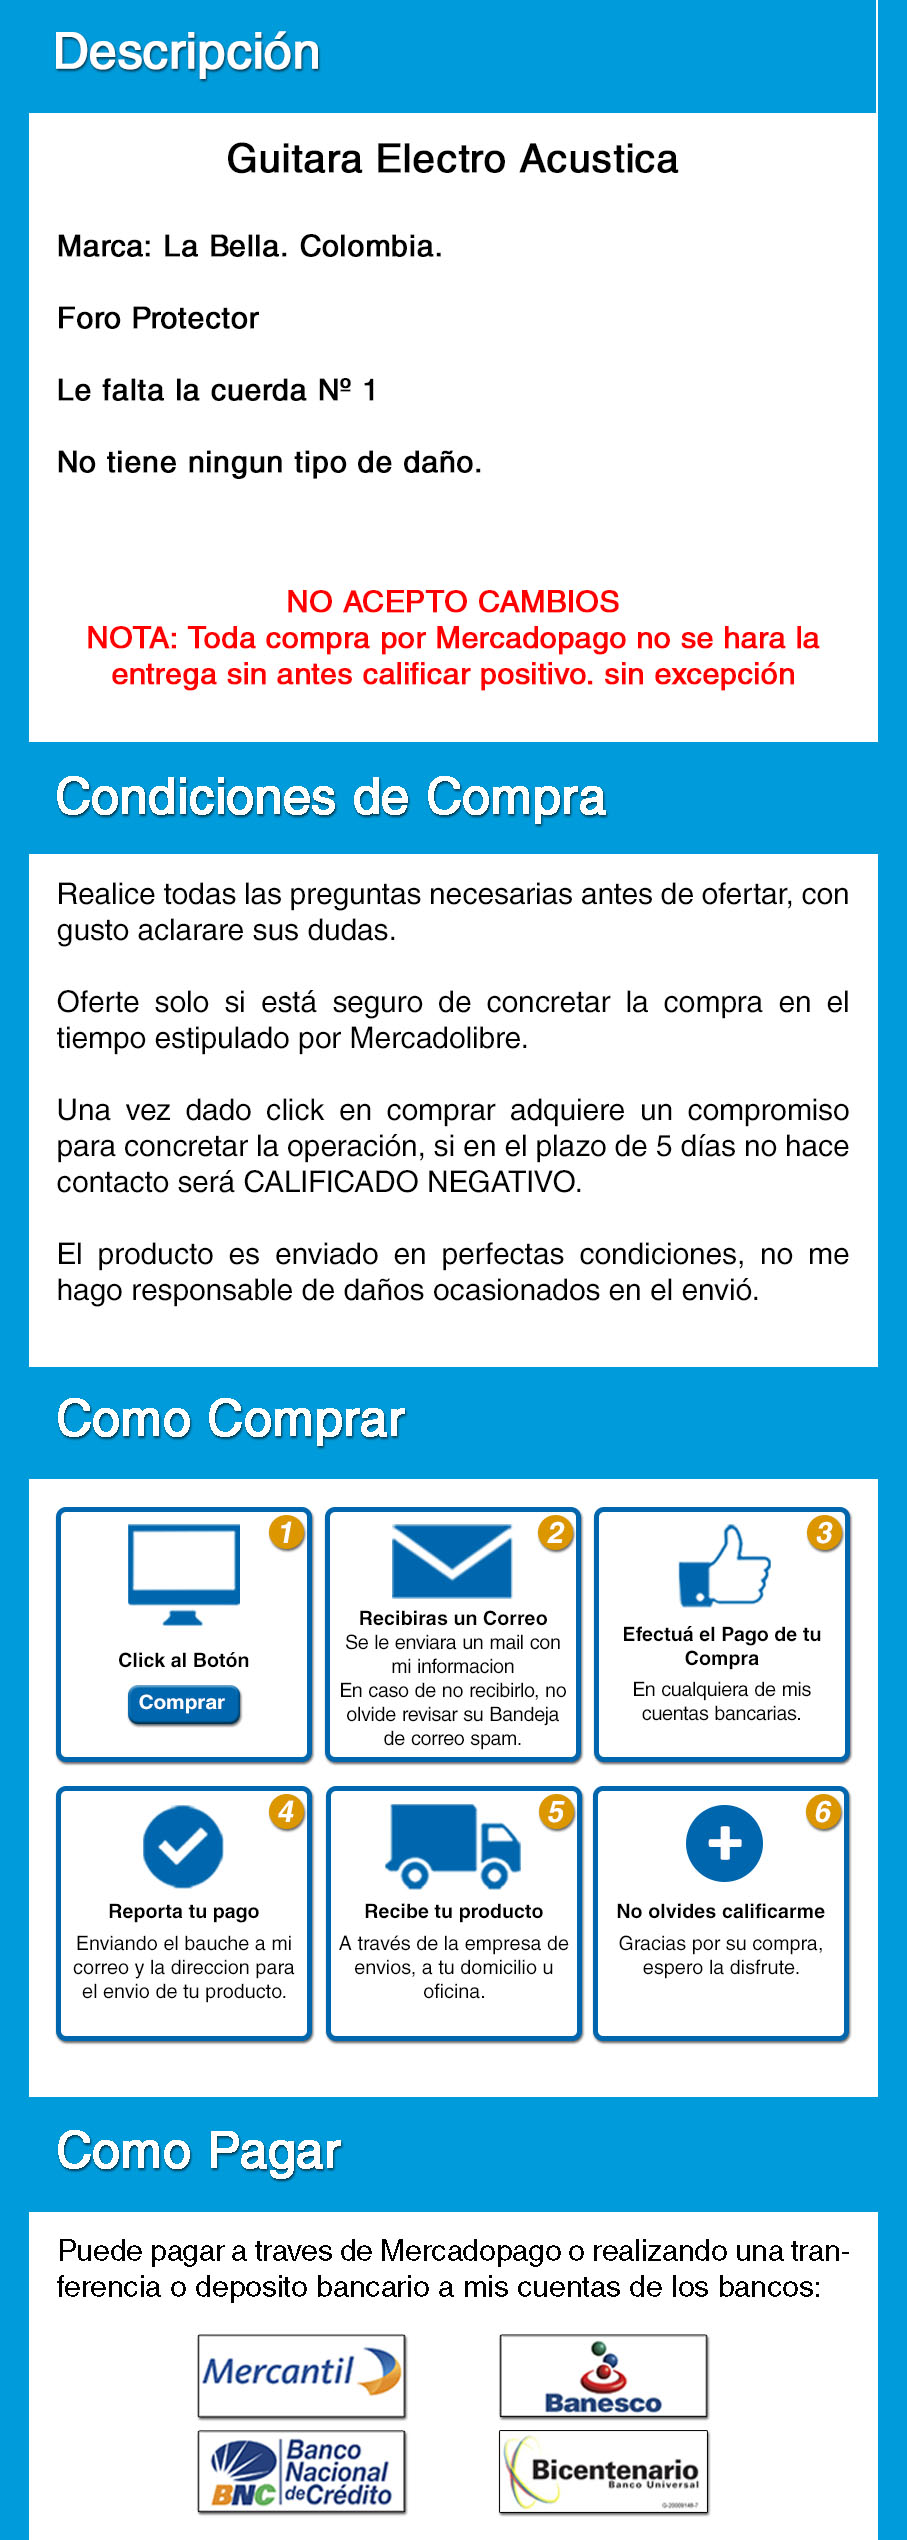 Descripción
Guitara Electro Acustica
Marca: La Bella. Colombia.
Foro Protector
Le falta la cuerda Nº 1
No tiene ningun tipo de daño.
NO ACEPTO CAMBIOS
NOTA: Toda compra por Mercadopago no se hara la
entrega sin antes calificar positivo. sin excepción
Condiciones de Compra
Realice todas las preguntas necesarias antes de ofertar, con
gusto aclarare sus dudas.
Oferte solo si está seguro de concretar la compra en el
tiempo estipulado por Mercadolibre.
Una vez dado click en comprar adquiere un compromiso
para concretar la operación, si en el plazo de 5 días no hace
contacto será CALIFICADO NEGATIVO.
El producto es enviado en perfectas condiciones, no me
hago responsable de daños ocasionados en el envió.
Como Comprar
1
Click al Botón
Comprar
2
Recibiras un Correo
Se le enviara un mail con
mi informacion
En caso de no recibirlo, no
olvide revisar su Bandeja
de correo spam.
3
Efectuá el Pago de tu
Compra
En cualquiera de mis
cuentas bancarias.
4
Reporta tu pago
Enviando el bauche a mi
correo y la direccion para
el envio de tu producto.
5
Recibe tu producto
A través de la empresa de
envios, a tu domicilio u
oficina.
6
No olvides calificarme
Gracias por su compra,
espero la disfrute.
Como Pagar
Puede pagar a traves de Mercadopago o realizando una tran-
ferencia o deposito bancario a mis cuentas de los bancos:
Mercantil
Banesco
BNC
Banco
Nacional
de Crédito
Bicentenario
Banco Universal